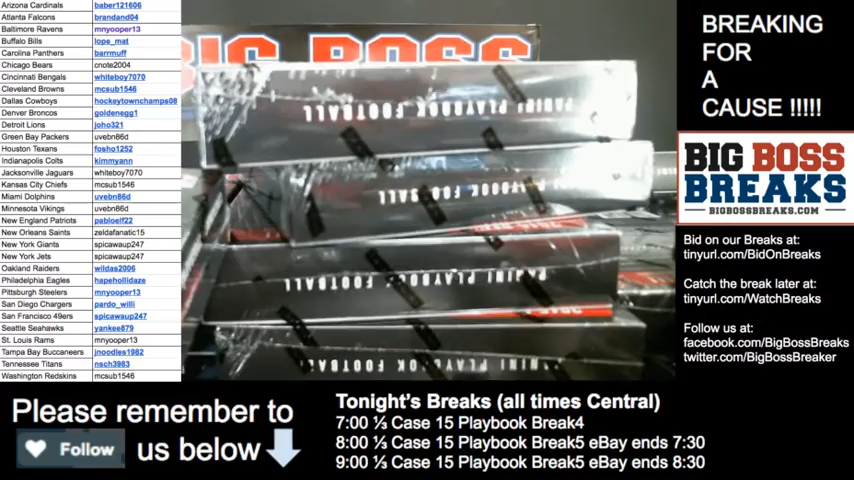 Arizona Cardinals baber121606
Atlanta Falcons brandand04
Baltimore Ravens mnyooper13
Buffalo Bills lope_mat
Carolina Panthers barrmuff
Chicago Bears cnote2004
Cincinnati Bengals whiteboy7070
Cleveland Browns mcsub1546
Dallas Cowboys hockeytownchamps08
Denver Broncos goldenegg1
Detroit Lions joho321
Green Bay Packers uvebn86d
Houston Texans fosho1252
Indianapolis Colts kimmyann
Jacksonville Jaguars whiteboy7070
Kansas City Chiefs mcsub1546
Miami Dolphins uvebn86d
Minnesota Vikings uvebn86d
New England Patriots pabloelf22
New Orleans Saints zeldafanatic15
New York Giants spicawaup247
New York Jets spicawaup247
Oakland Raiders wildas2006
Philadelphia Eagles hapehollidaze
Pittsburgh Steelers mnyooper13
San Diego Chargers pardo_willi
San Francisco 49ers spicawaup247
Seattle Seahawks yankee879
St. Louis Rams mnyooper13
Tampa Bay Buccaneers jnoodles1982
Tennessee Titans nsch3983
Washington Redskins mcsub1546
BIG BOSS
PANINI PLAYBOOK FOOTBALL
PLAYBOOK FOOTBALL
PANINI PLAYBOOK FOOTBALL
PANINI PLAYBOOK FOOTBALL
BREAKING
FOR
A
CAUSE !!!!!
BIG BOSS
BREAKS
BIGBOSSBREAKS.COM
Bid on our Breaks at:
tinyurl.com/BidOnBreaks
Catch the break later at:
tinyurl.com/WatchBreaks
Follow us at:
facebook.com/BigBossBreaks
twitter.com/BigBossBreaker
Please remember to
Follow us below
Tonight's Breaks (all times Central)
7:00 ⅓ Case 15 Playbook Break4
8:00 ⅓ Case 15 Playbook Break5 eBay ends 7:30
9:00 ⅓ Case 15 Playbook Break5 eBay ends 8:30